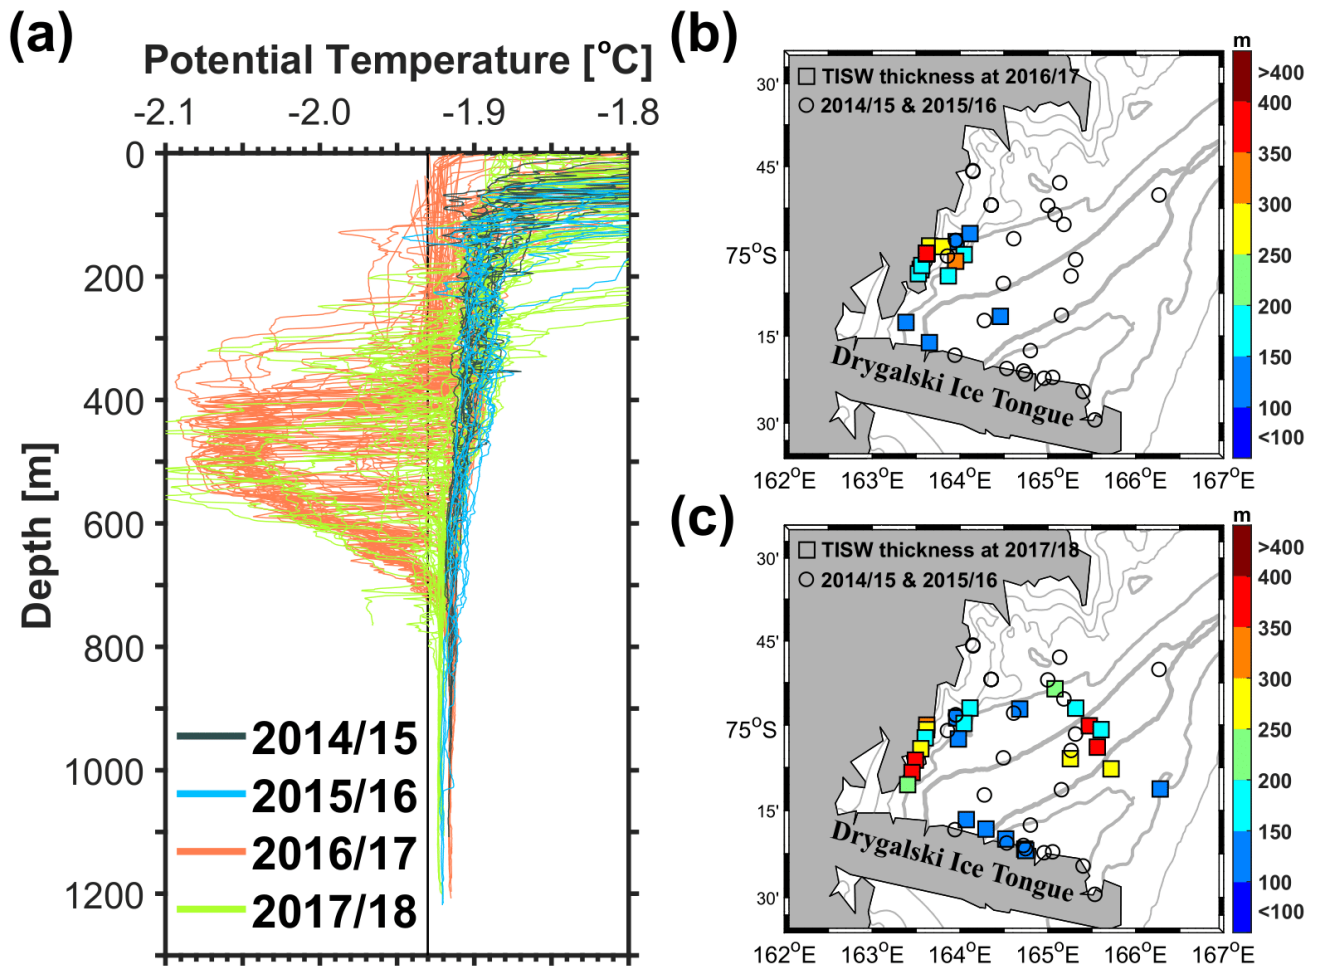 (a)
Potential Temperature [°C]
-2.1 -2.0 -1.9 -1.8
0
200
400
600
800
1000
1200
Depth [m]
2014/15
2015/16
2016/17
2017/18
(b)
TISW thickness at 2016/17
2014/15 & 2015/16
30'
45'
75°S
15'
30'
Drygalski Ice Tongue
162°E 163°E 164°E 165°E 166°E 167°E
m
>400
400
350
300
250
200
150
100
<100
(c)
TISW thickness at 2017/18
2014/15 & 2015/16
30'
45'
75°S
15'
30'
Drygalski Ice Tongue
162°E 163°E 164°E 165°E 166°E 167°E
m
>400
400
350
300
250
200
150
100
<100